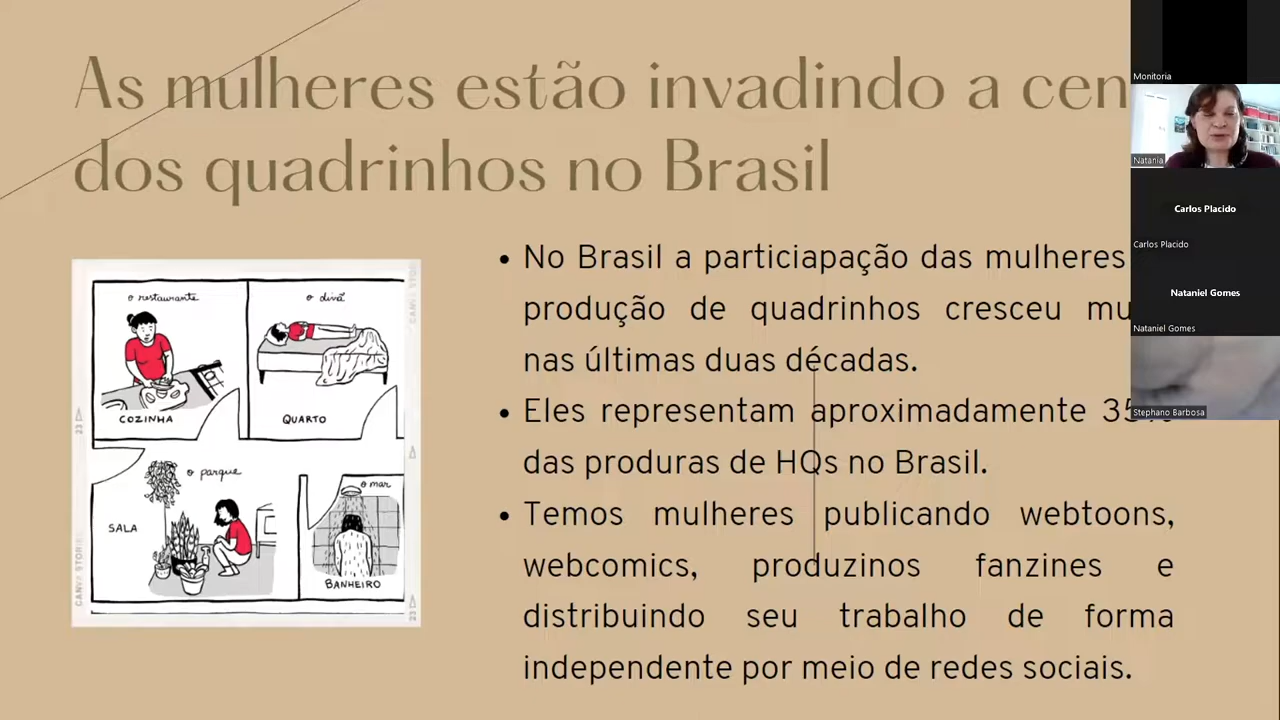 As mulheres estão invadindo a cen
dos quadrinhos no Brasil
No Brasil a particiapação das mulheres
produção de quadrinhos cresceu mu
nas últimas duas décadas.
Eles representam aproximadamente 35%
das produras de HQs no Brasil.
Temos mulheres publicando webtoons,
webcomics, produzinos fanzines e
distribuindo seu trabalho de forma
independente por meio de redes sociais.
o restaurante
COZINHA
o divã
QUARTO
o parque
SALA
o mar
BANHEIRO
23
23
Monitoria
Natania
Carlos Placido
Carlos Placido
Nataniel Gomes
Nataniel Gomes
Stephano Barbosa